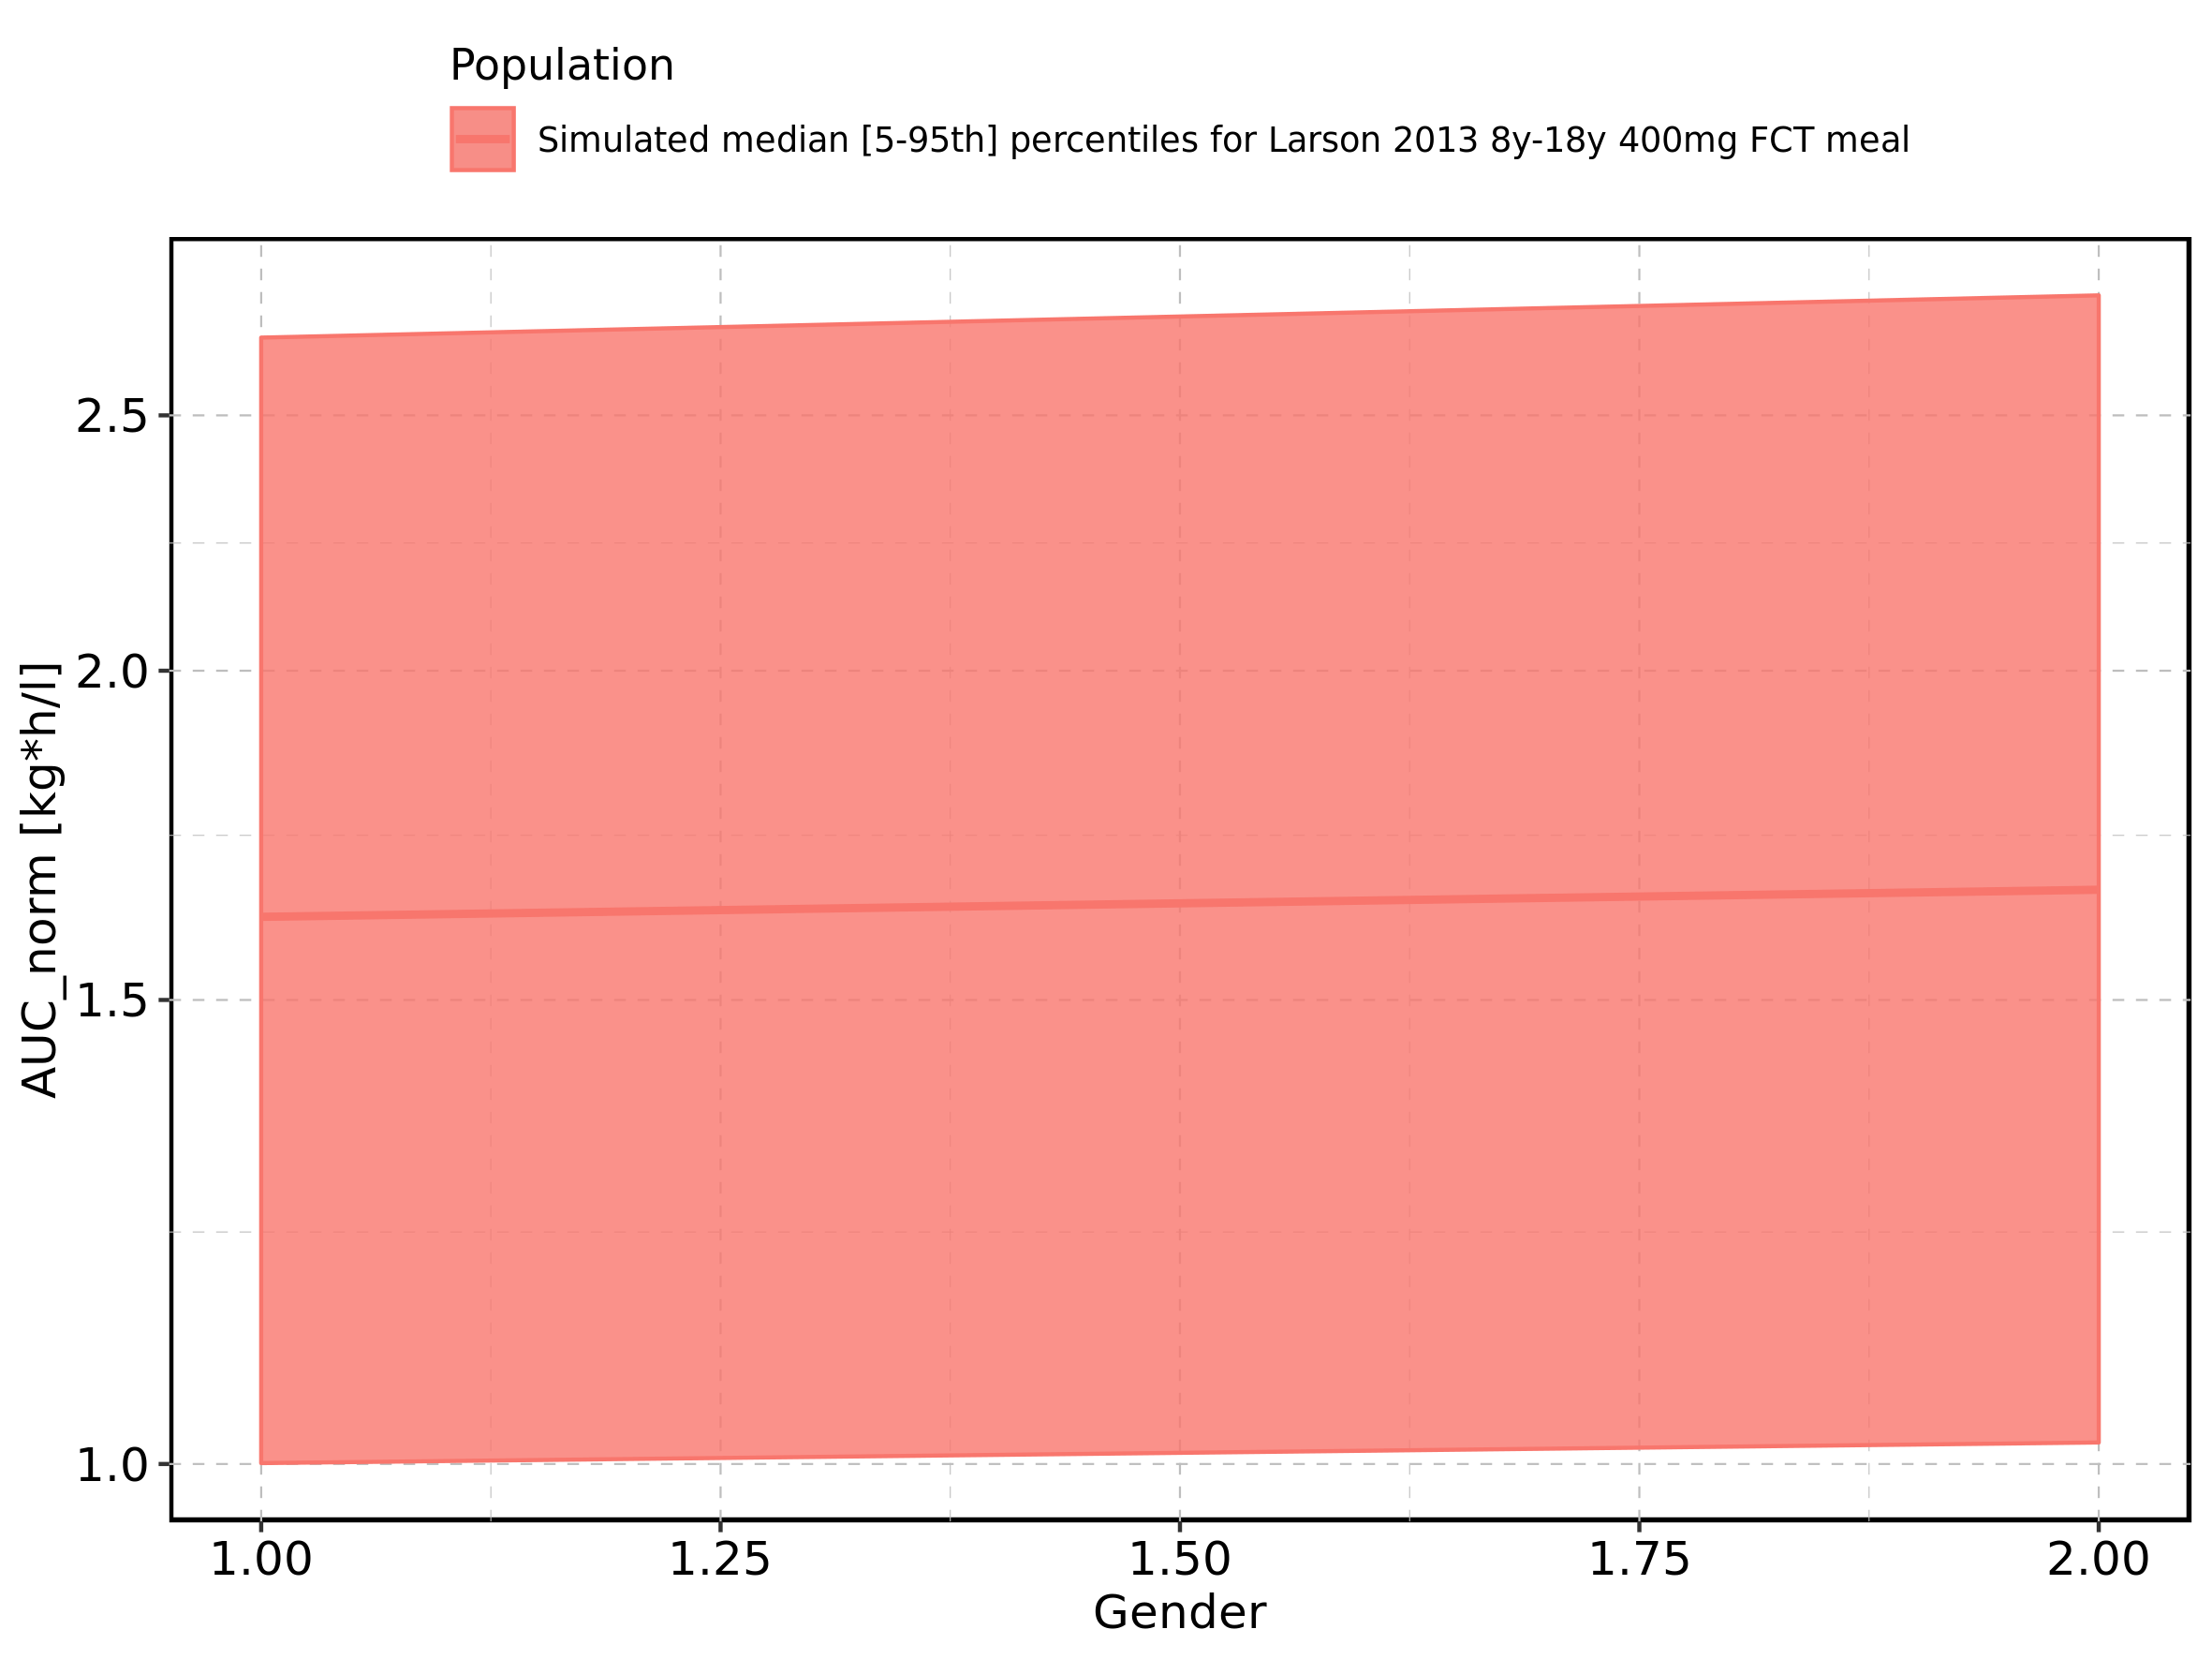 Population
Simulated median [5-95th] percentiles for Larson 2013 8y-18y 400mg FCT meal
AUC_norm [kg*h/l]
2.5
2.0
1.5
1.0
1.00 1.25 1.50 1.75 2.00
Gender